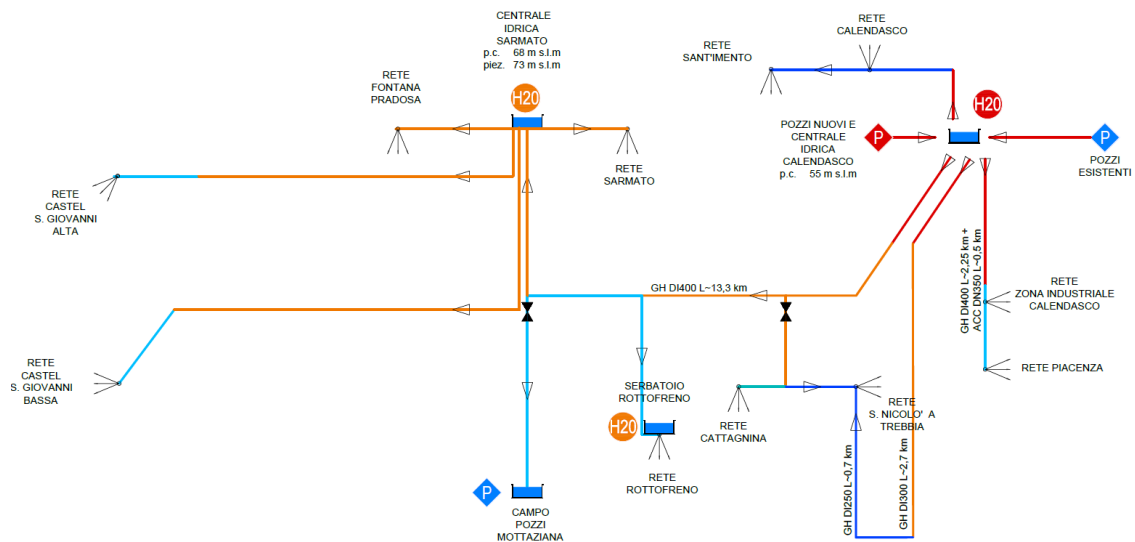 CENTRALE
IDRICA
SARMATO
p.c. 68 m s.l.m
piez. 73 m s.l.m
H20
RETE
FONTANA
PRADOSA
RETE
SARMATO
RETE
CASTEL
S. GIOVANNI
ALTA
RETE
CASTEL
S. GIOVANNI
BASSA
RETE
SANT'IMENTO
RETE
CALENDASCO
H20
P
POZZI NUOVI E
CENTRALE
IDRICA
CALENDASCO
p.c. 55 m s.l.m
P
POZZI
ESISTENTI
GH DI400 L~13,3 km
GH DI400 L~2,25 km +
ACC DN350 L~0,5 km
RETE
ZONA INDUSTRIALE
CALENDASCO
RETE PIACENZA
SERBATOIO
ROTTOFRENO
H20
RETE
ROTTOFRENO
RETE
CATTAGNINA
RETE
S. NICOLO' A
TREBBIA
GH DI250 L~0,7 km
GH DI300 L~2,7 km
P
CAMPO
POZZI
MOTTAZIANA